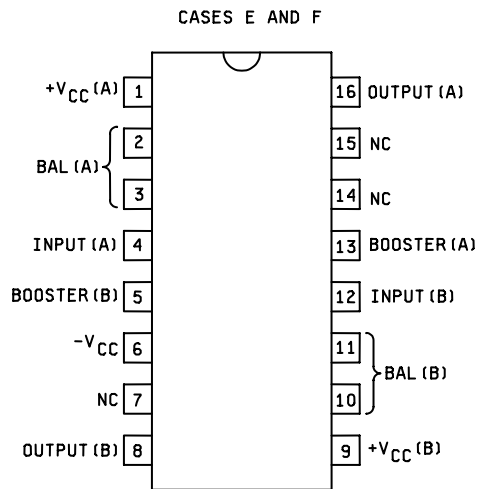 CASES E AND F
+VCC (A) 1
2
BAL (A)
3
INPUT (A) 4
BOOSTER (B) 5
-VCC 6
NC 7
OUTPUT (B) 8
16 OUTPUT (A)
15 NC
14 NC
13 BOOSTER (A)
12 INPUT (B)
11
BAL (B)
10
9 +VCC (B)